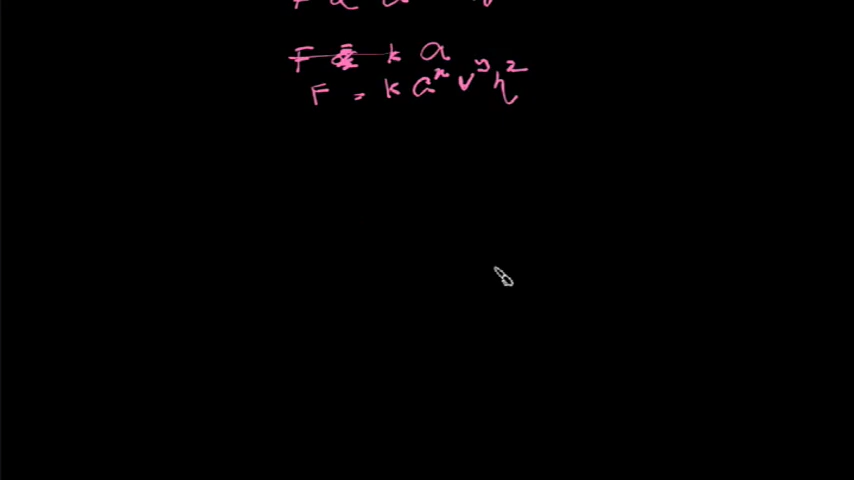 F = k a
F = k a^x v^y η^z